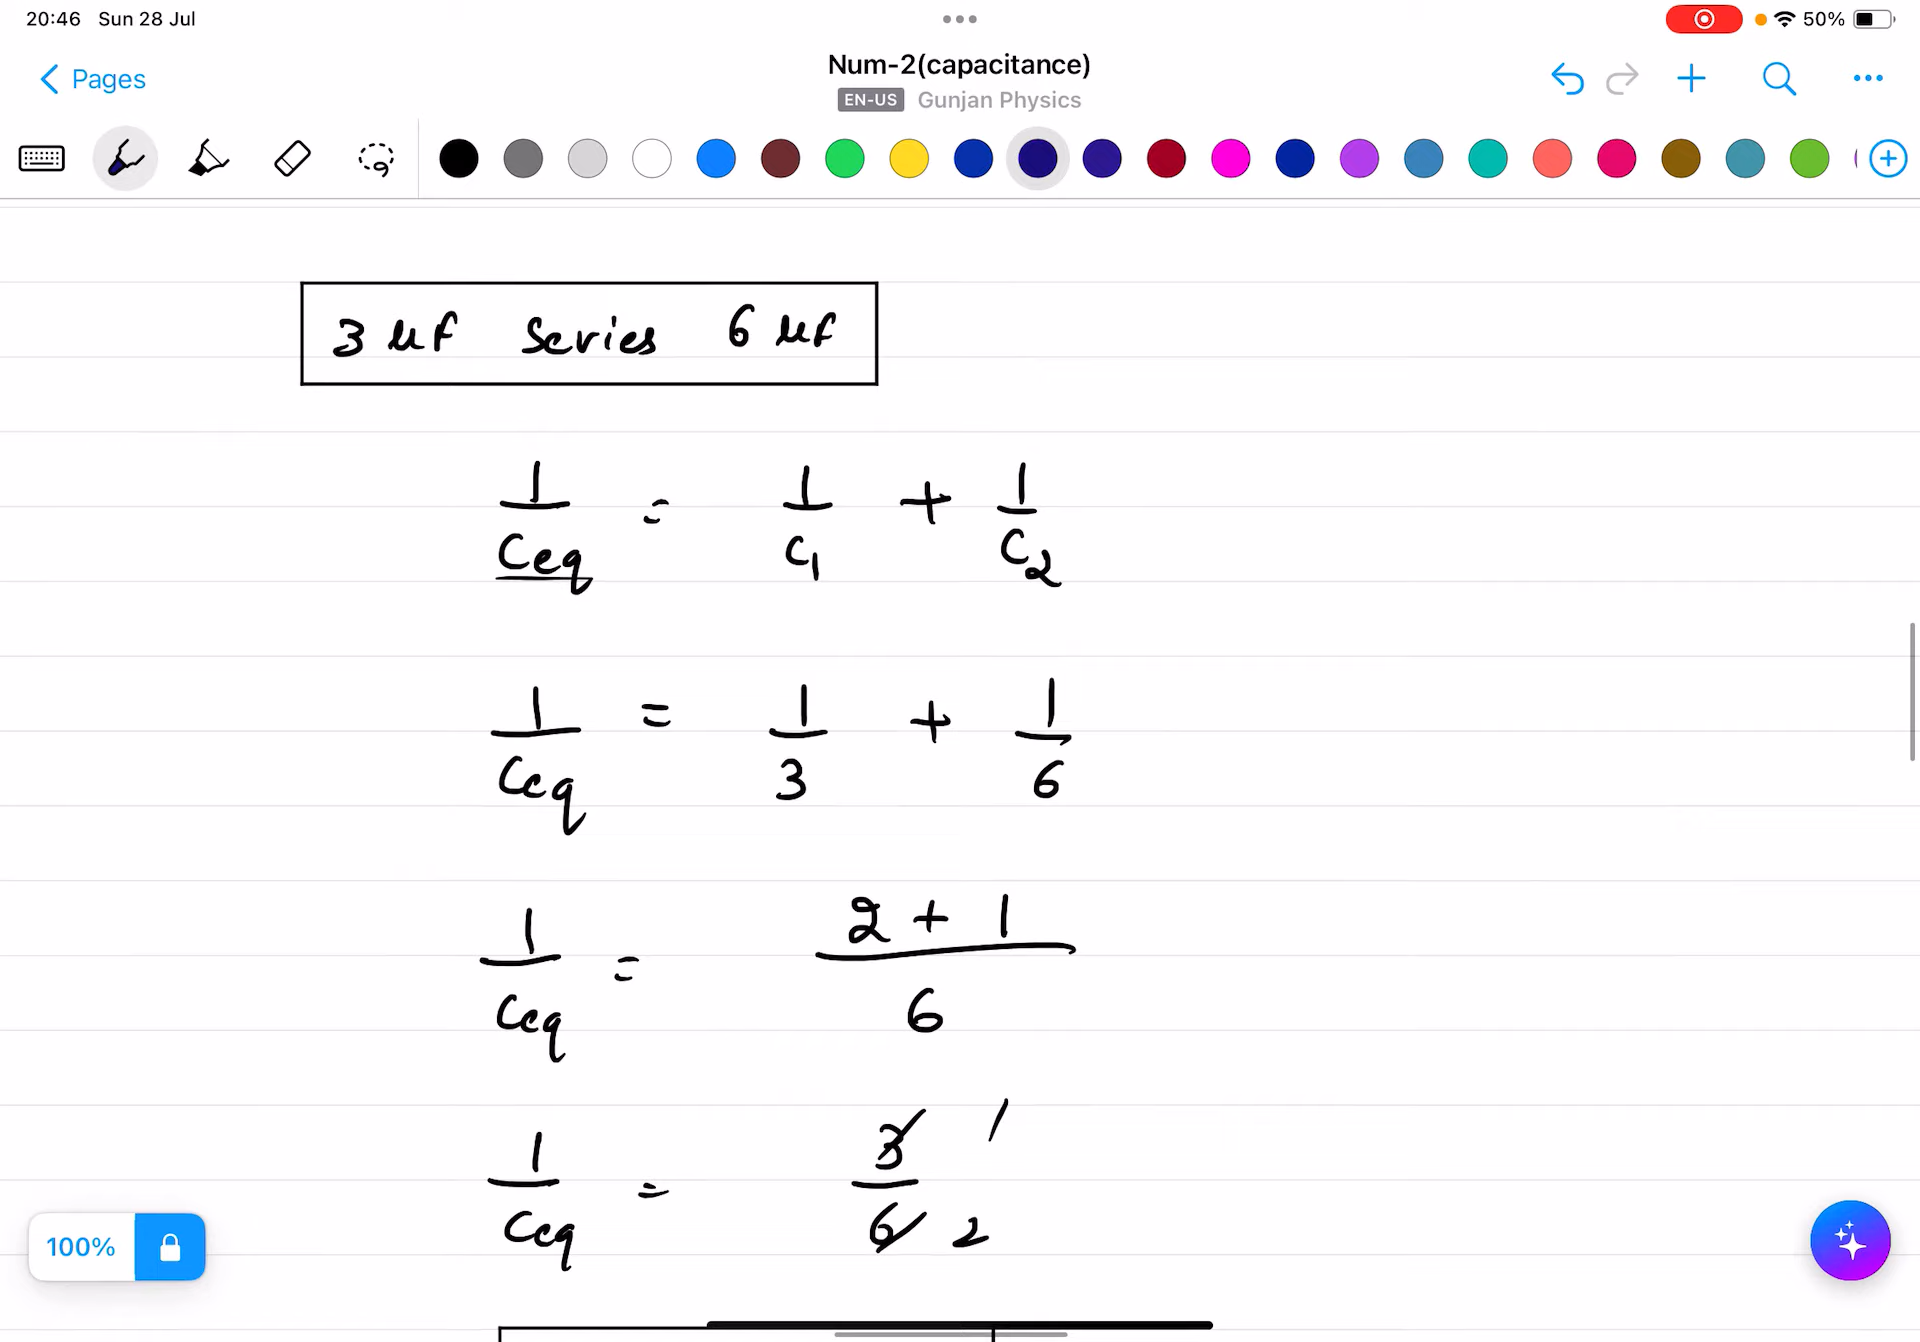 20:46 Sun 28 Jul
50%
Pages
Num-2(capacitance)
EN-US Gunjan Physics
3 μf Series 6 μf
1/Ceq = 1/C1 + 1/C2
1/Ceq = 1/3 + 1/6
1/Ceq = 2 + 1/6
1/Ceq = 3/6 1/2
100%